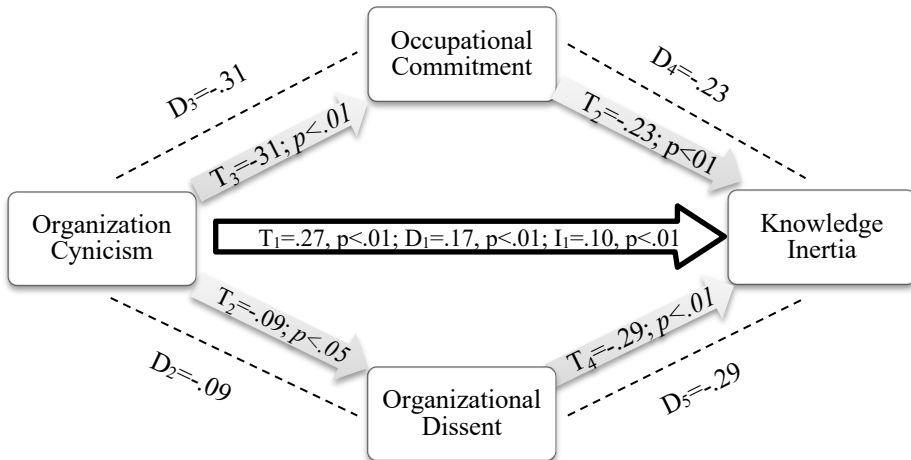 Occupational
Commitment
D₃=-.31
D₄=-.23
T₃=-31; p<.01
T₂=-.23; p<01
Organization
Cynicism
T₁=.27, p<.01; D₁=.17, p<.01; I₁=.10, p<.01
Knowledge
Inertia
T₂=-.09; p<.05
T₄=-.29; p<.01
D₂=-.09
Organizational
Dissent
D₅=-.29